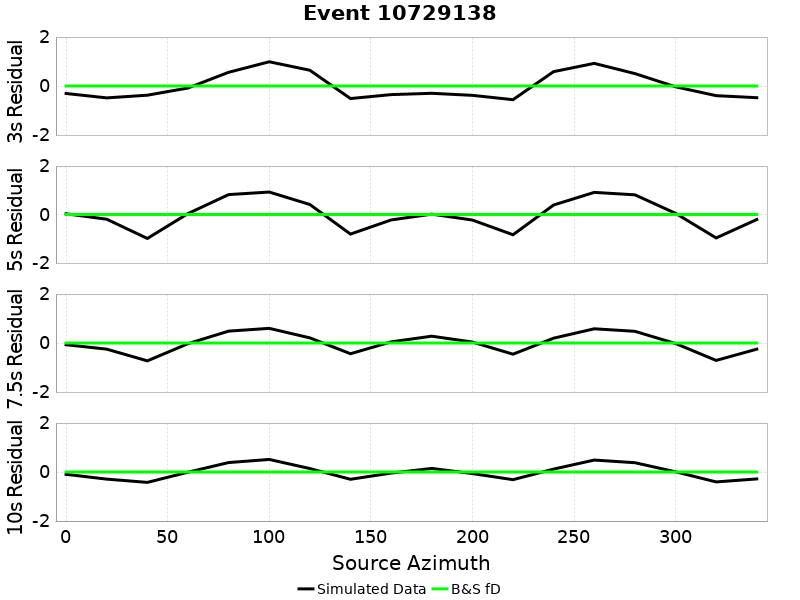 Event 10729138
3s Residual
2
0
-2
5s Residual
2
0
-2
7.5s Residual
2
0
-2
10s Residual
2
0
-2
0 50 100 150 200 250 300
Source Azimuth
Simulated Data B&S fD